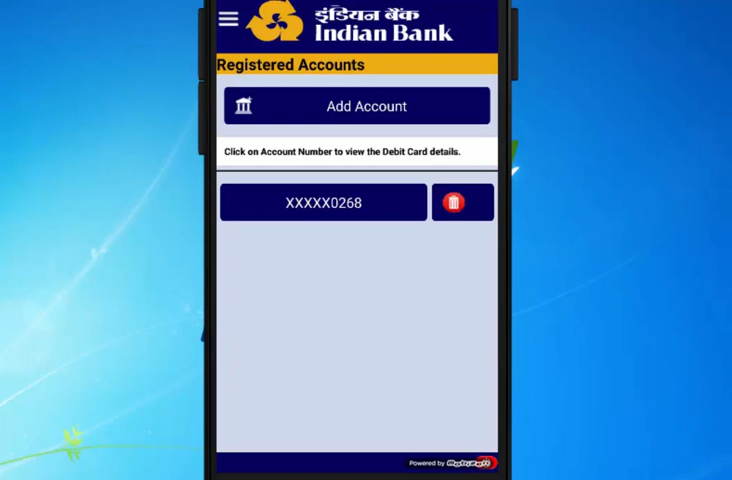 इंडियन बैंक
Indian Bank
Registered Accounts
Add Account
Click on Account Number to view the Debit Card details.
XXXXX0268
Powered by